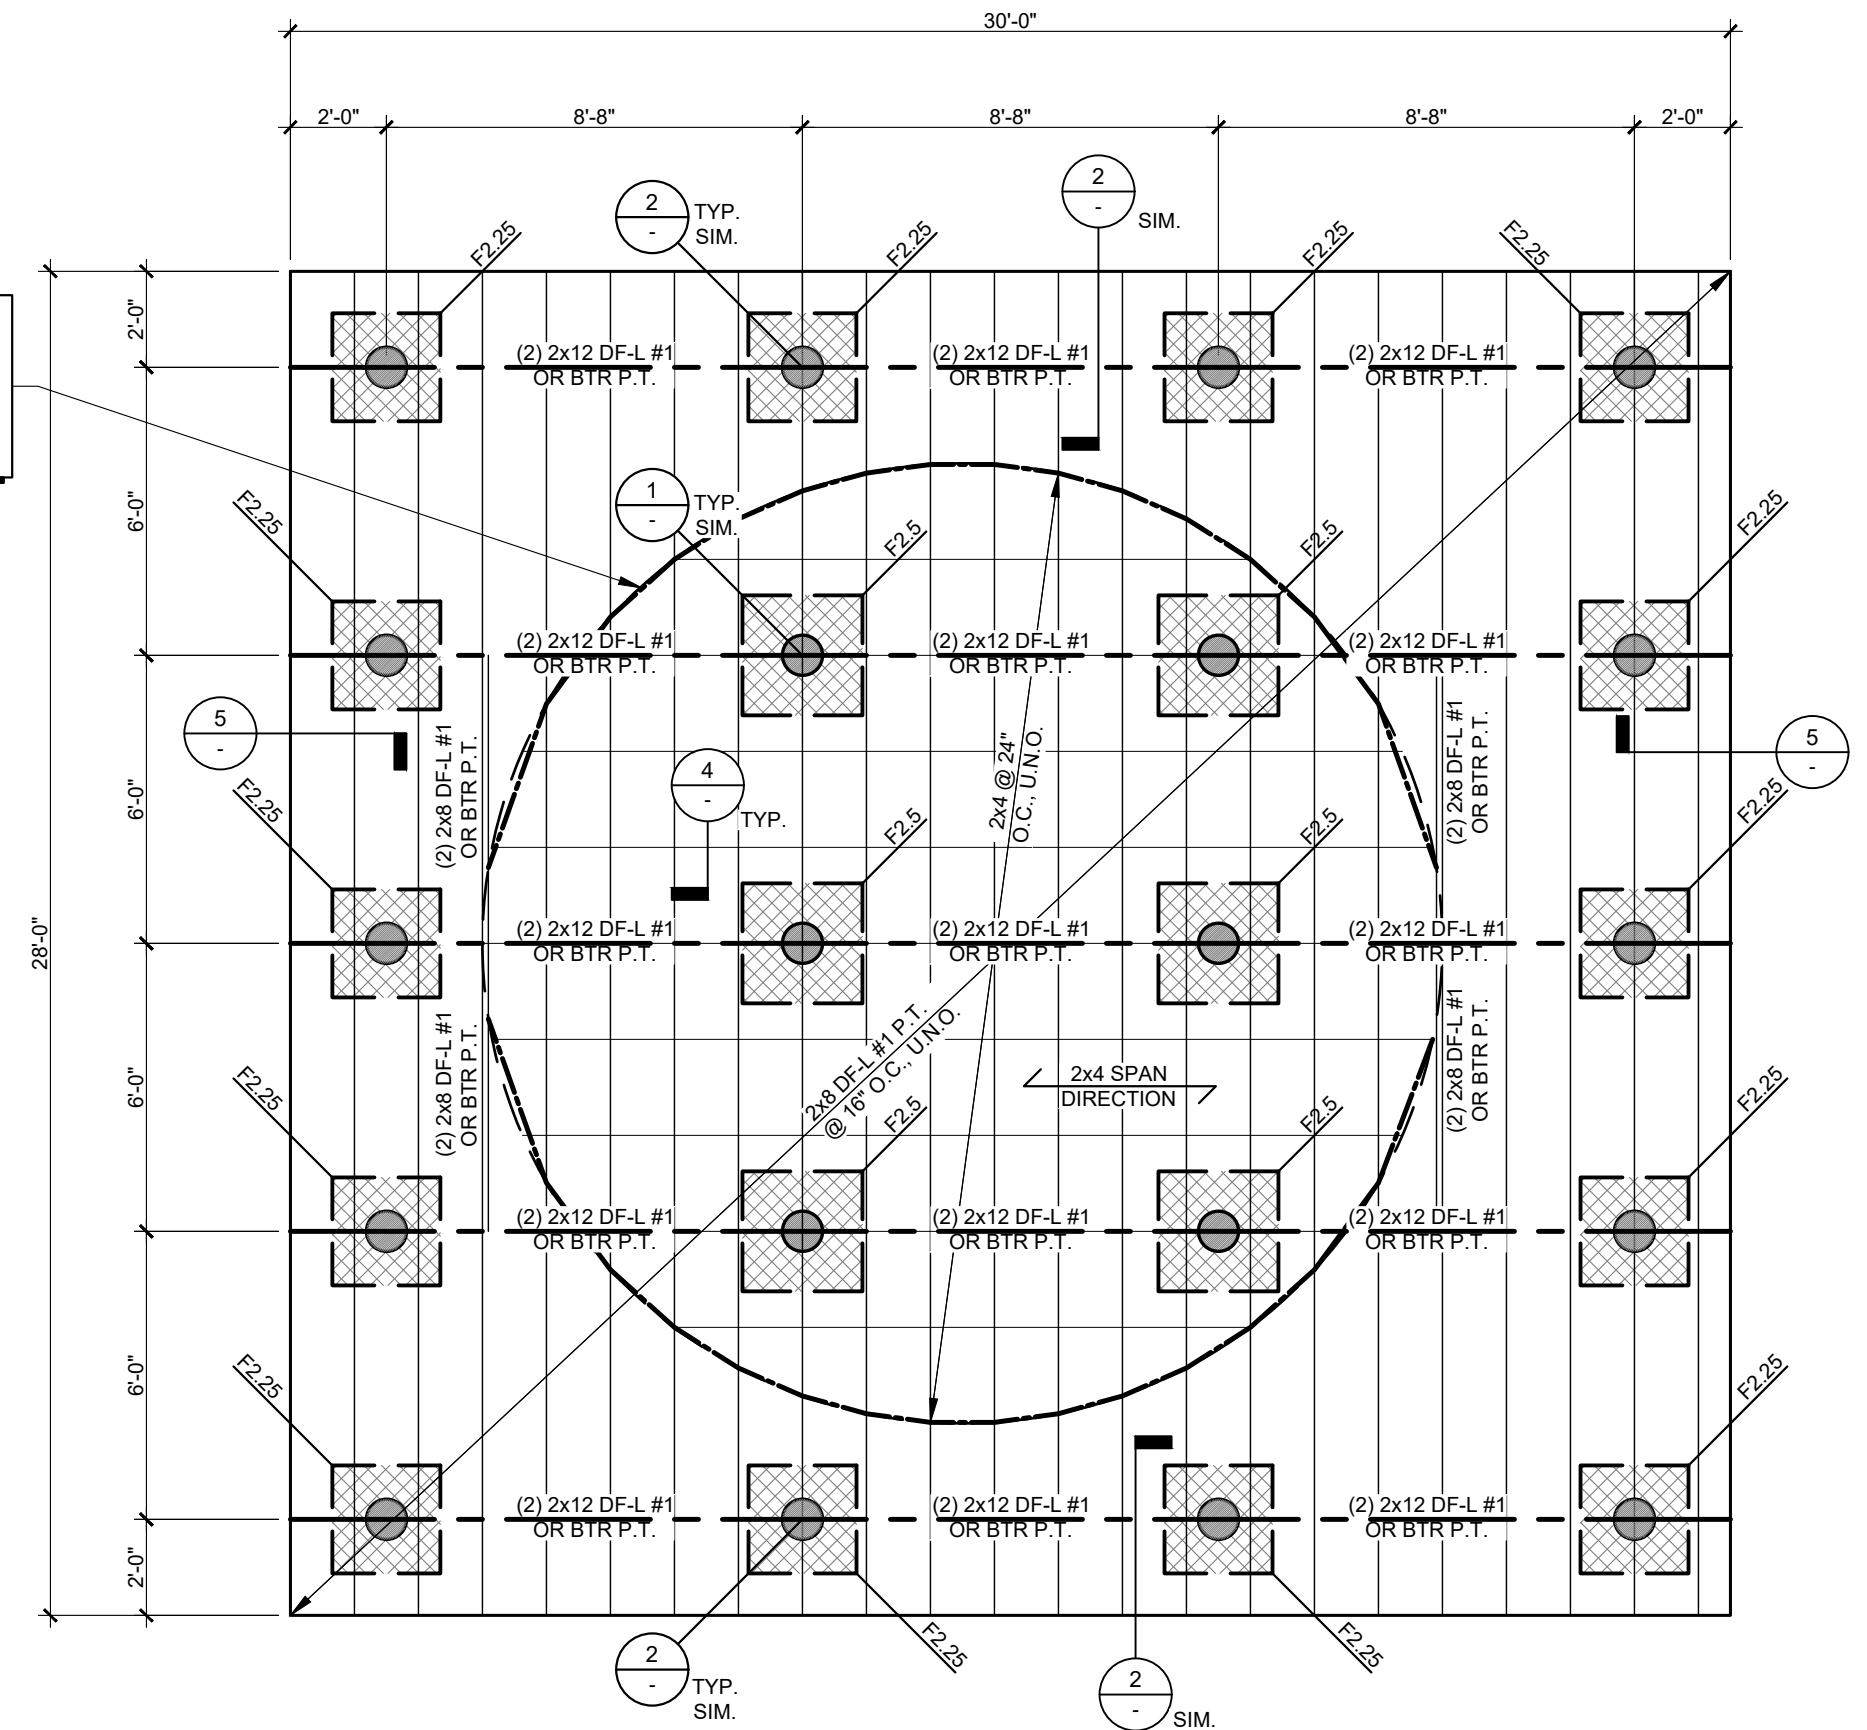 30'-0"
2'-0"
8'-8"
8'-8"
8'-8"
2'-0"
2
-
TYP.
SIM.
2
-
SIM.
F2.25
F2.25
F2.25
F2.25
2'-0"
(2) 2x12 DF-L #1
OR BTR P.T.
(2) 2x12 DF-L #1
OR BTR P.T.
(2) 2x12 DF-L #1
OR BTR P.T.
6'-0"
F2.25
1
-
TYP.
SIM.
F2.5
F2.5
F2.25
(2) 2x12 DF-L #1
OR BTR P.T.
(2) 2x12 DF-L #1
OR BTR P.T.
(2) 2x12 DF-L #1
OR BTR P.T.
5
-
(2) 2x8 DF-L #1
OR BTR P.T.
4
-
TYP.
2x4 @ 24"
O.C., U.N.O.
(2) 2x8 DF-L #1
OR BTR P.T.
5
-
6'-0"
F2.25
F2.5
F2.5
F2.25
28'-0"
(2) 2x12 DF-L #1
OR BTR P.T.
(2) 2x12 DF-L #1
OR BTR P.T.
(2) 2x12 DF-L #1
OR BTR P.T.
6'-0"
(2) 2x8 DF-L #1
OR BTR P.T.
2x8 DF-L #1 P.T.
@ 16" O.C., U.N.O.
2x4 SPAN
DIRECTION
(2) 2x8 DF-L #1
OR BTR P.T.
F2.25
F2.5
F2.5
F2.25
(2) 2x12 DF-L #1
OR BTR P.T.
(2) 2x12 DF-L #1
OR BTR P.T.
(2) 2x12 DF-L #1
OR BTR P.T.
6'-0"
F2.25
F2.25
(2) 2x12 DF-L #1
OR BTR P.T.
(2) 2x12 DF-L #1
OR BTR P.T.
(2) 2x12 DF-L #1
OR BTR P.T.
2'-0"
F2.25
F2.25
2
-
TYP.
SIM.
2
-
SIM.